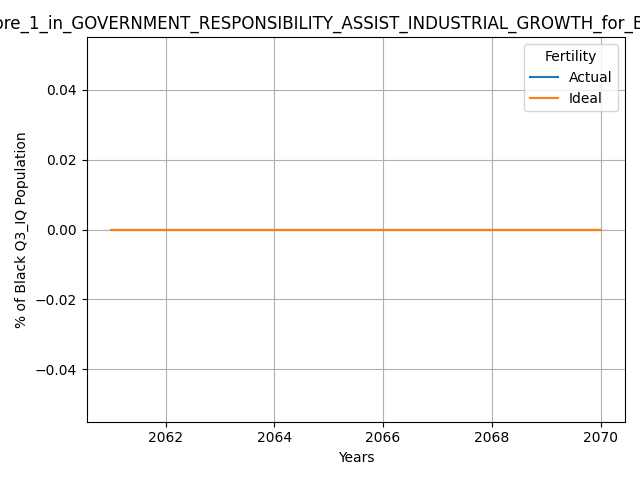 ore_1_in_GOVERNMENT_RESPONSIBILITY_ASSIST_INDUSTRIAL_GROWTH_for_B
Fertility
Actual
Ideal
0.04
0.02
0.00
−0.02
−0.04
% of Black Q3_IQ Population
2062 2064 2066 2068 2070
Years